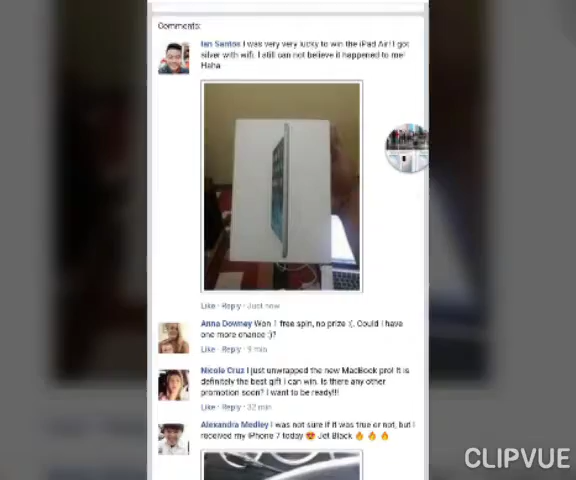 Comments:
Ian Santos I was very very lucky to win the iPad Air! I got
silver with wifi. I still can not believe it happened to me!
Haha
Like · Reply · Just now
Anna Downey Won 1 free spin, no prize :(. Could I have
one more chance :)?
Like · Reply · 9 min
Nicole Cruz I just unwrapped the new MacBook pro! It is
definitely the best gift I can win. Is there any other
promotion soon? I want to be ready!!!
Like · Reply · 32 min
Alexandra Medley I was not sure if it was true or not, but I
received my iPhone 7 today 😍 Jet Black 🔥 🔥 🔥
CLIPVUE